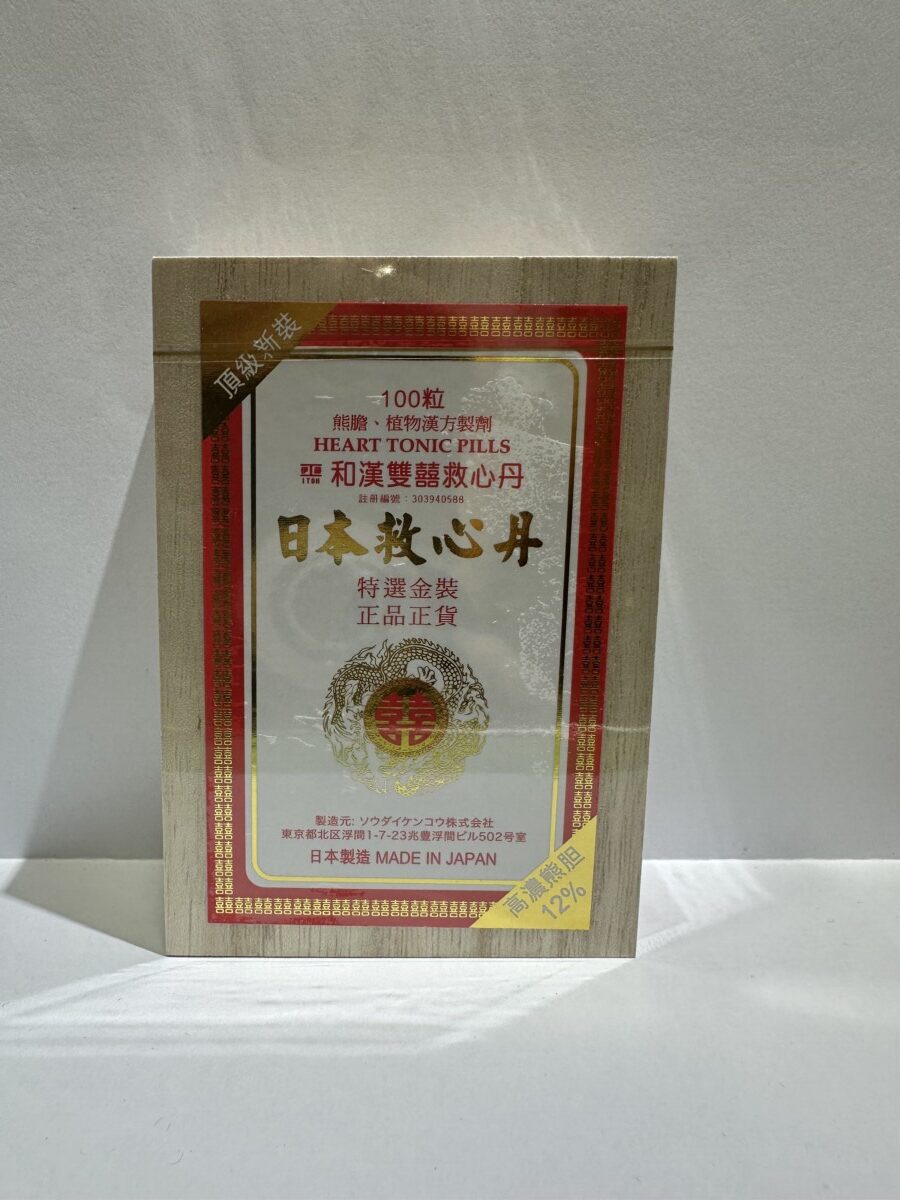 頂級新裝
100粒
熊膽、植物漢方製劑
HEART TONIC PILLS
ITOH 和漢雙囍救心丹
註冊編號：303940588
日本救心丹
特選金裝
正品正貨
囍
製造元: ソウダイケンコウ株式会社
東京都北区浮間1-7-23兆豊浮間ビル502号室
日本製造 MADE IN JAPAN
高濃熊胆
12%